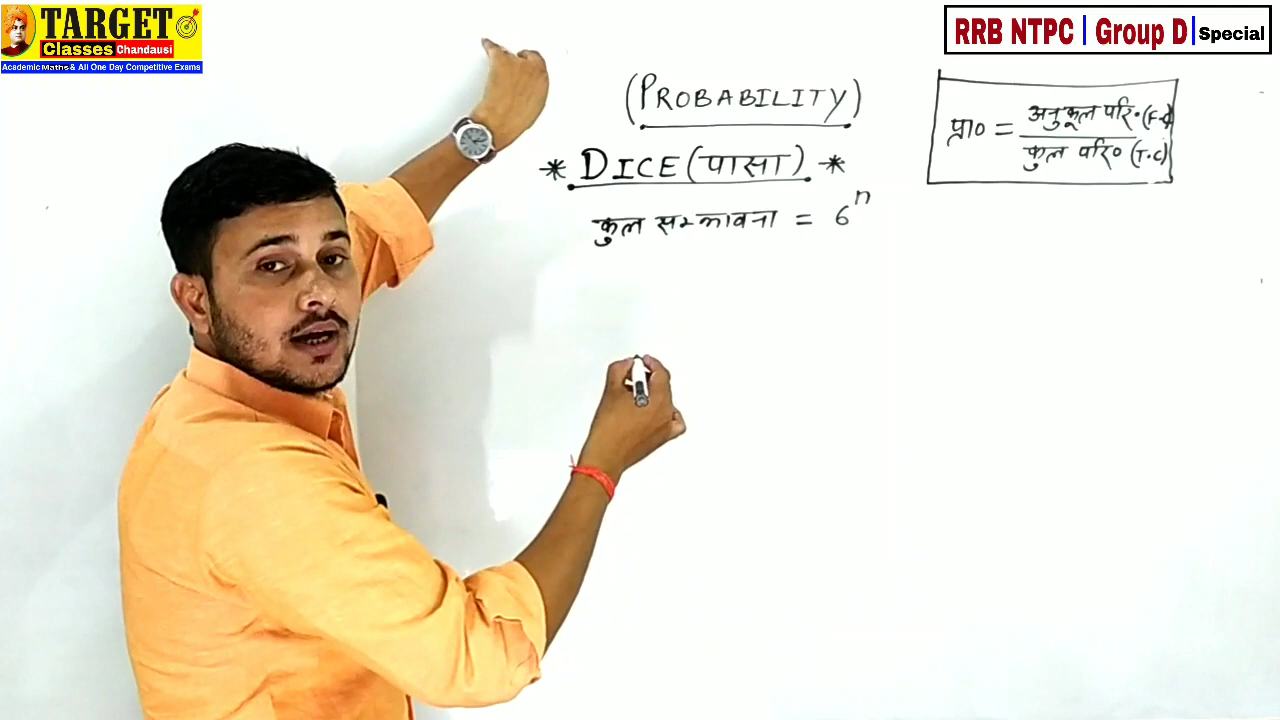 TARGET
Classes Chandausi
Academic Maths & All One Day Competitive Exams
RRB NTPC | Group D | Special
(PROBABILITY)
* DICE (पासा) *
कुल सम्भावना = 6ⁿ
प्रा० = अनुकूल परि.(F.C)
कुल परि० (T.C)